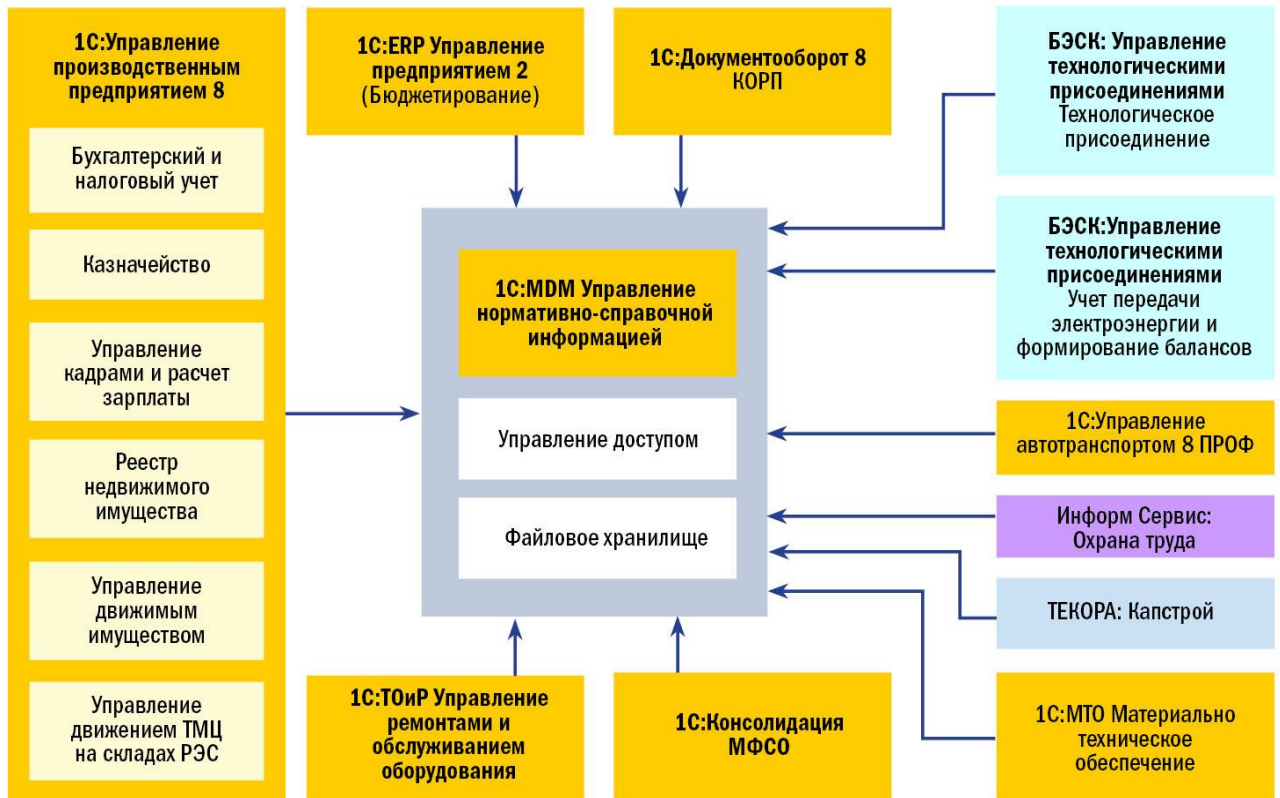 1С:Управление
производственным
предприятием 8
Бухгалтерский и
налоговый учет
Казначейство
Управление
кадрами и расчет
зарплаты
Реестр
недвижимого
имущества
Управление
движимым
имуществом
Управление
движением ТМЦ
на складах РЭС
1С:ERP Управление
предприятием 2
(Бюджетирование)
1С:Документооборот 8
КОРП
1С:MDM Управление
нормативно-справочной
информацией
Управление доступом
Файловое хранилище
1С:ТОиР Управление
ремонтами и
обслуживанием
оборудования
1С:Консолидация
МФСО
БЭСК: Управление
технологическими
присоединениями
Технологическое
присоединение
БЭСК:Управление
технологическими
присоединениями
Учет передачи
электроэнергии и
формирование балансов
1С:Управление
автотранспортом 8 ПРОФ
Информ Сервис:
Охрана труда
ТЕКОРА: Капстрой
1С:МТО Материально
техническое
обеспечение